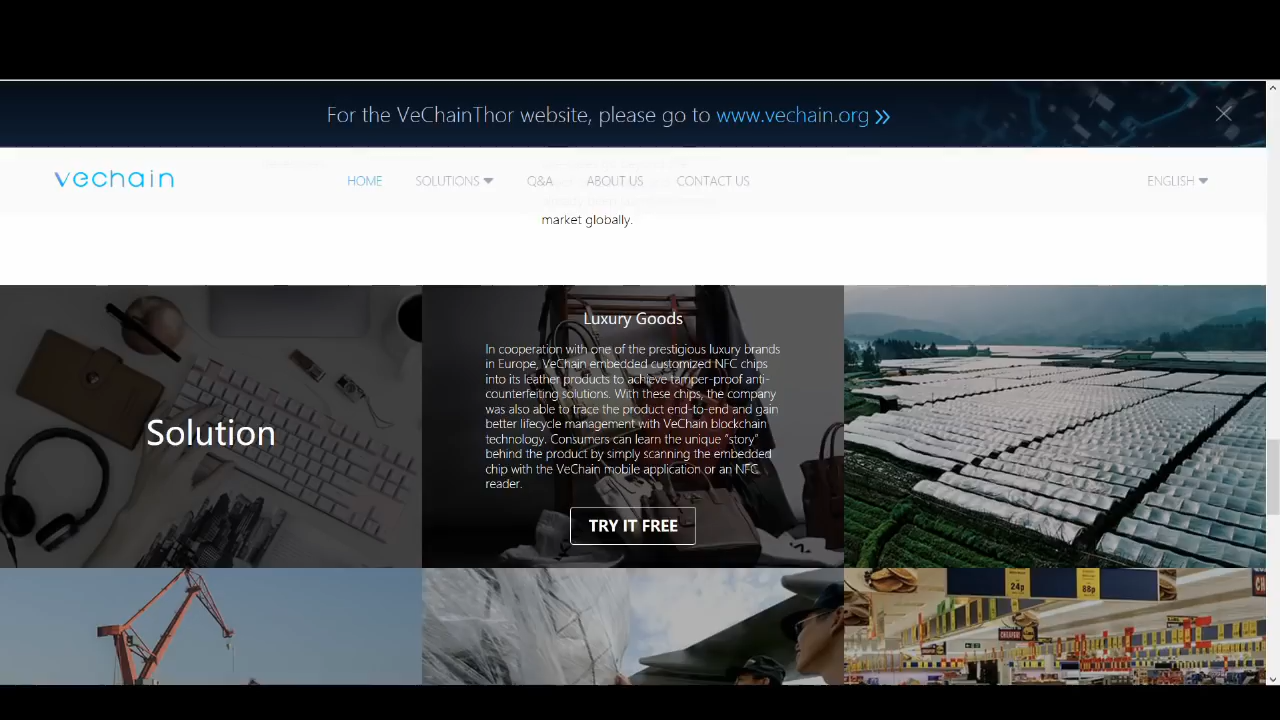 For the VeChainThor website, please go to www.vechain.org »
vechain
HOME
SOLUTIONS
Q&A
ABOUT US
CONTACT US
ENGLISH
market globally.
Solution
Luxury Goods
In cooperation with one of the prestigious luxury brands
in Europe, VeChain embedded customized NFC chips
into its leather products to achieve tamper-proof anti-
counterfeiting solutions. With these chips, the company
was also able to trace the product end-to-end and gain
better lifecycle management with VeChain blockchain
technology. Consumers can learn the unique "story"
behind the product by simply scanning the embedded
chip with the VeChain mobile application or an NFC
reader.
TRY IT FREE
24p
88p